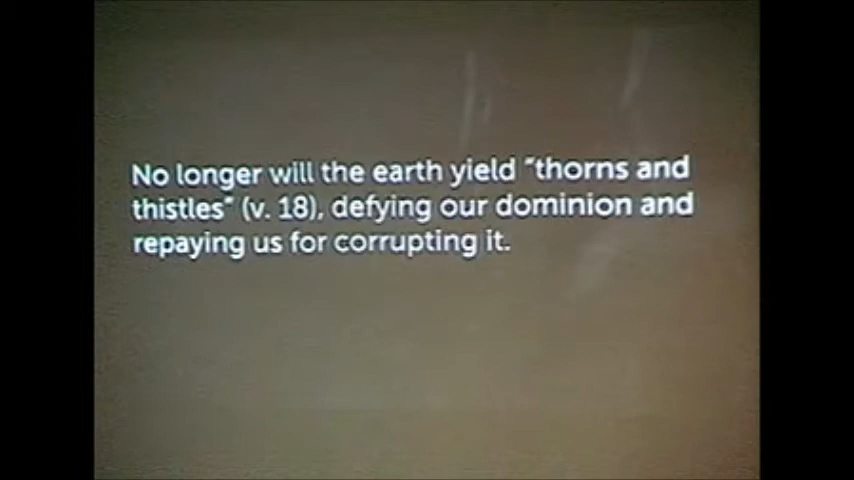 No longer will the earth yield "thorns and
thistles" (v. 18), defying our dominion and
repaying us for corrupting it.